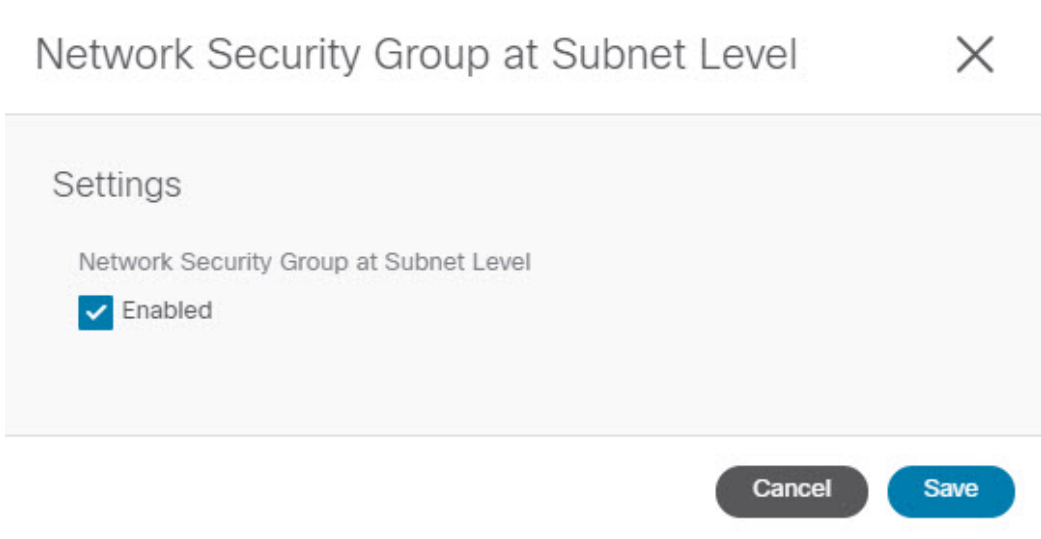 Network Security Group at Subnet Level
Settings
Network Security Group at Subnet Level
Enabled
Cancel
Save